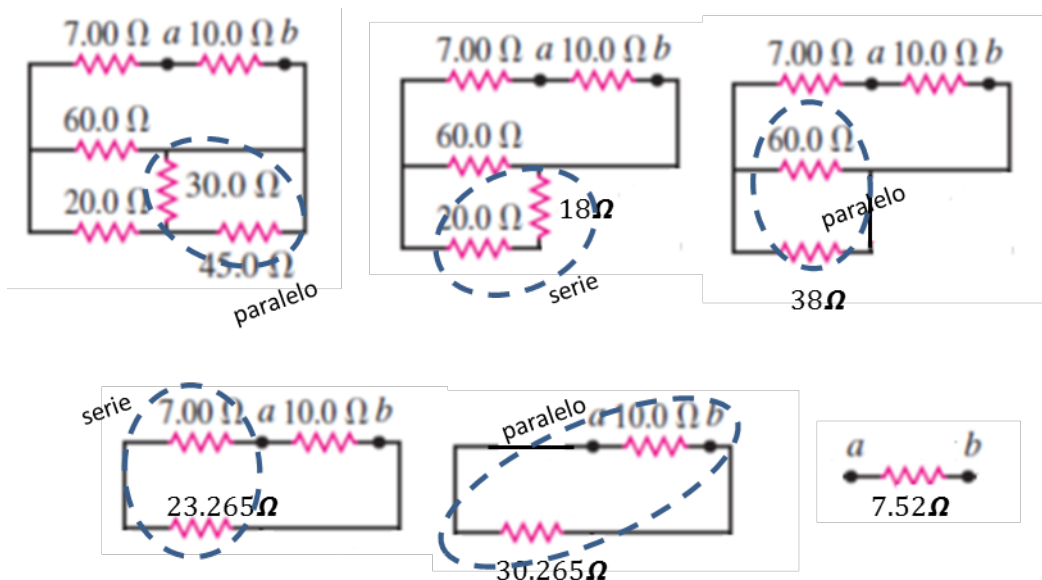 7.00 Ω a 10.0 Ω b
60.0 Ω
30.0 Ω
20.0 Ω
45.0 Ω
paralelo
7.00 Ω a 10.0 Ω b
60.0 Ω
20.0 Ω
18Ω
serie
7.00 Ω a 10.0 Ω b
60.0 Ω
paralelo
38Ω
serie
7.00 Ω a 10.0 Ω b
23.265Ω
paralelo
a 10.0 Ω b
30.265Ω
a b
7.52Ω